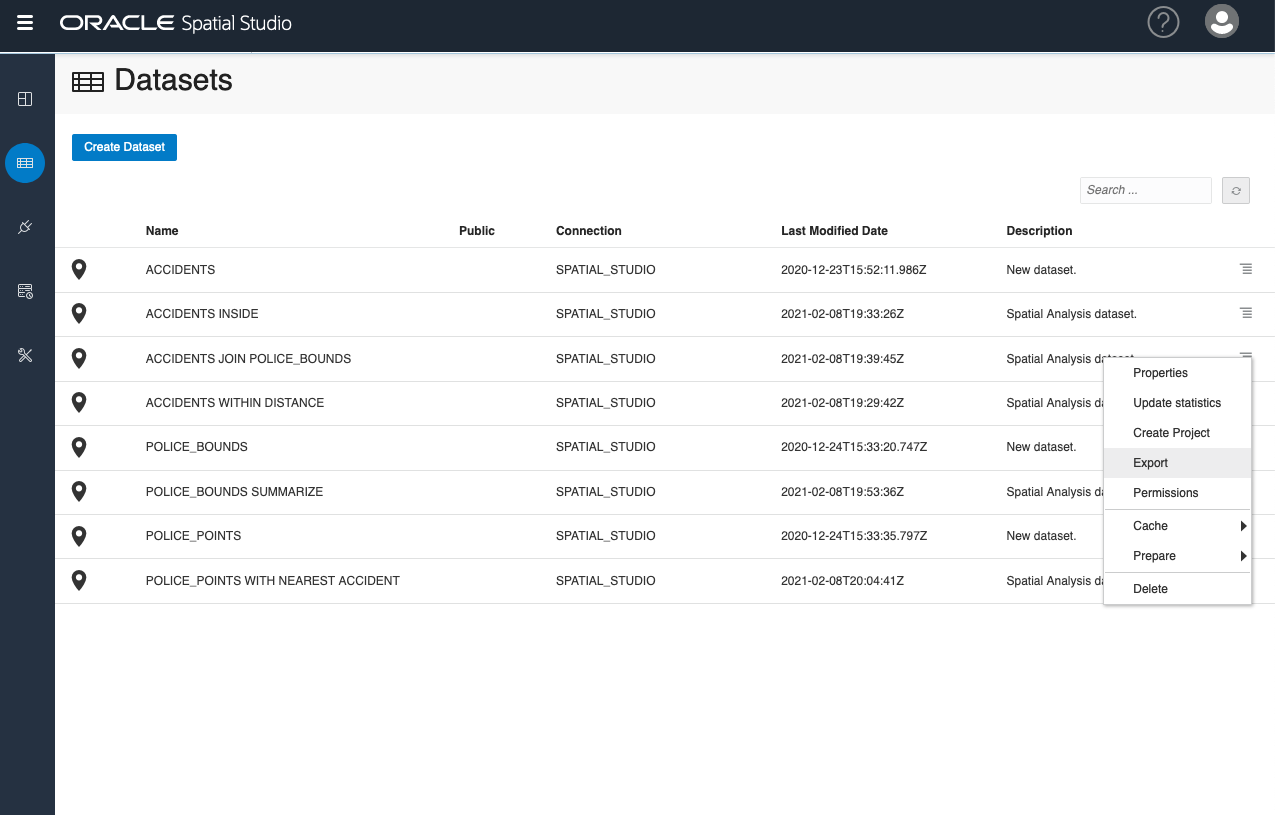 ORACLE Spatial Studio ?
Datasets
Create Dataset
Search ...
Name Public Connection Last Modified Date Description
ACCIDENTS SPATIAL_STUDIO 2020-12-23T15:52:11.986Z New dataset.
ACCIDENTS INSIDE SPATIAL_STUDIO 2021-02-08T19:33:26Z Spatial Analysis dataset.
ACCIDENTS JOIN POLICE_BOUNDS SPATIAL_STUDIO 2021-02-08T19:39:45Z Spatial Analysis dataset.
ACCIDENTS WITHIN DISTANCE SPATIAL_STUDIO 2021-02-08T19:29:42Z Spatial Analysis da
POLICE_BOUNDS SPATIAL_STUDIO 2020-12-24T15:33:20.747Z New dataset.
POLICE_BOUNDS SUMMARIZE SPATIAL_STUDIO 2021-02-08T19:53:36Z Spatial Analysis da
POLICE_POINTS SPATIAL_STUDIO 2020-12-24T15:33:35.797Z New dataset.
POLICE_POINTS WITH NEAREST ACCIDENT SPATIAL_STUDIO 2021-02-08T20:04:41Z Spatial Analysis da
Properties
Update statistics
Create Project
Export
Permissions
Cache
Prepare
Delete